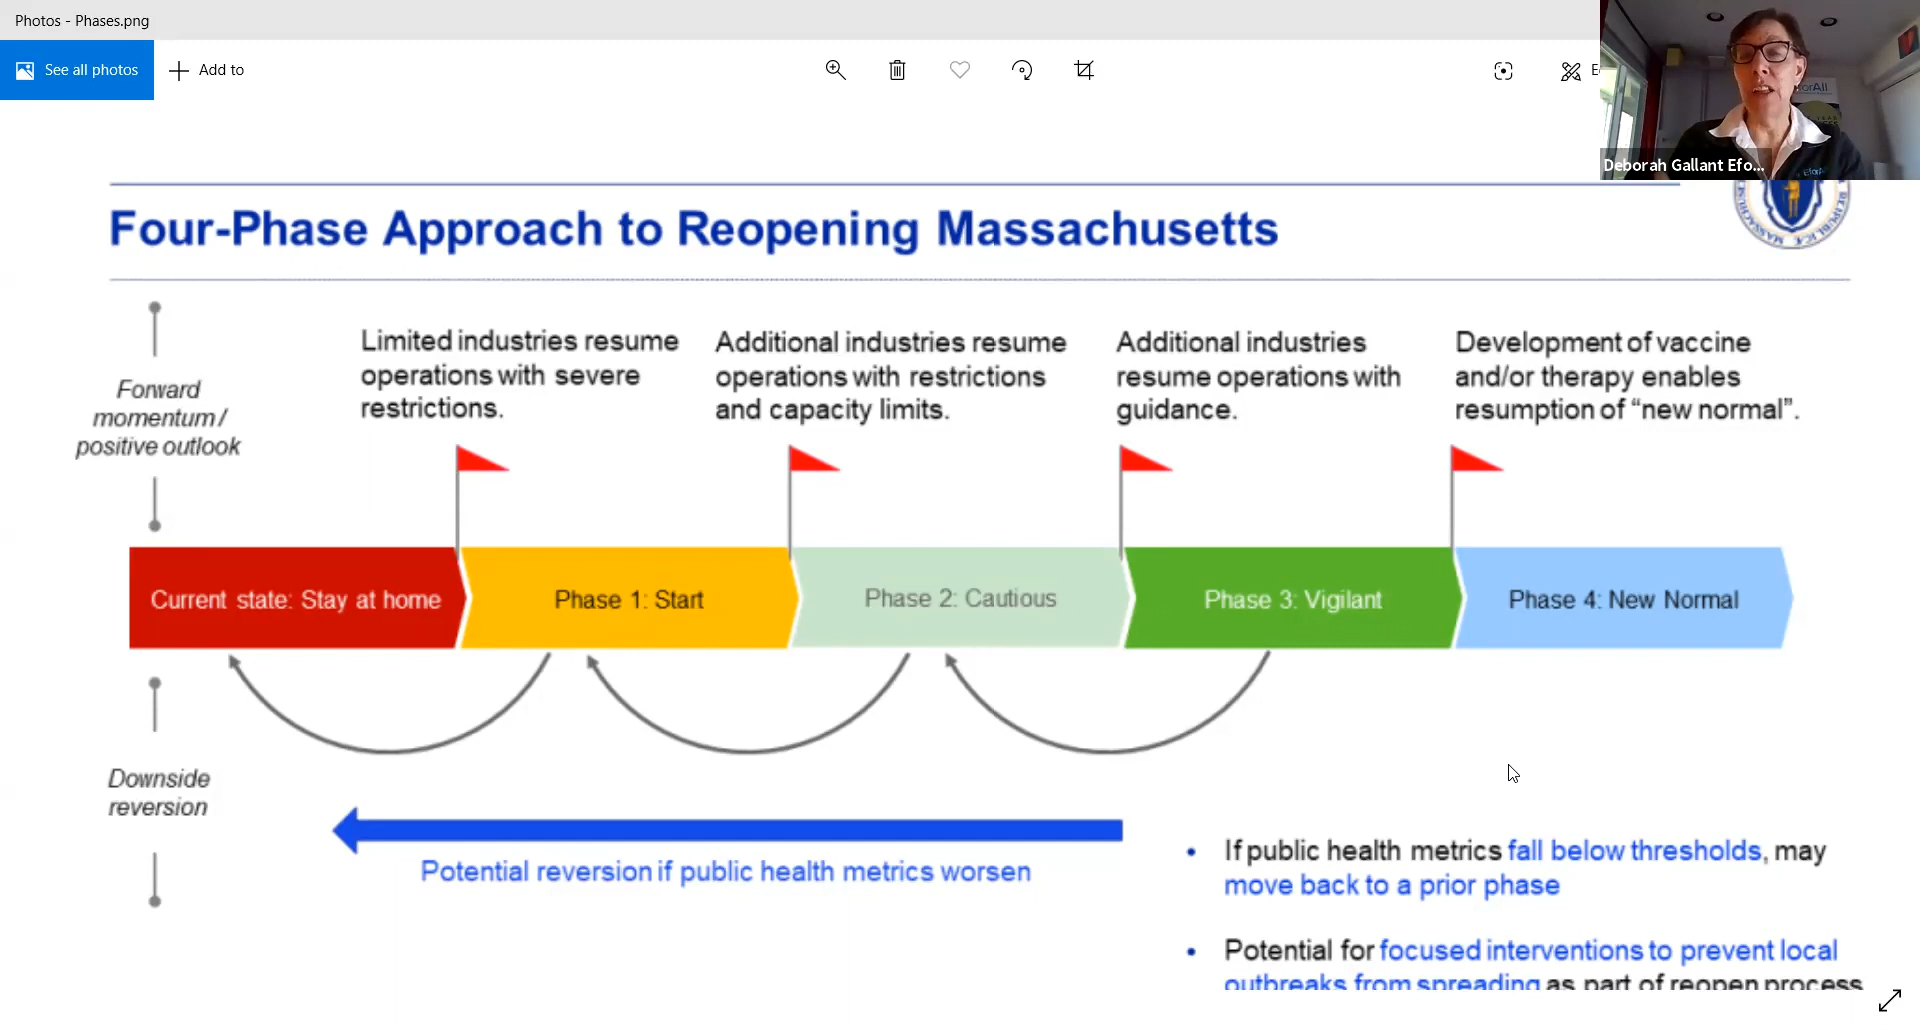 Photos - Phases.png
See all photos
Add to
Deborah Gallant Efo...
Four-Phase Approach to Reopening Massachusetts
Forward
momentum/
positive outlook
Limited industries resume
operations with severe
restrictions.
Additional industries resume
operations with restrictions
and capacity limits.
Additional industries
resume operations with
guidance.
Development of vaccine
and/or therapy enables
resumption of “new normal”.
Current state: Stay at home
Phase 1: Start
Phase 2: Cautious
Phase 3: Vigilant
Phase 4: New Normal
Downside
reversion
Potential reversion if public health metrics worsen
• If public health metrics fall below thresholds, may
move back to a prior phase
• Potential for focused interventions to prevent local
outbreaks from spreading as part of reopen process